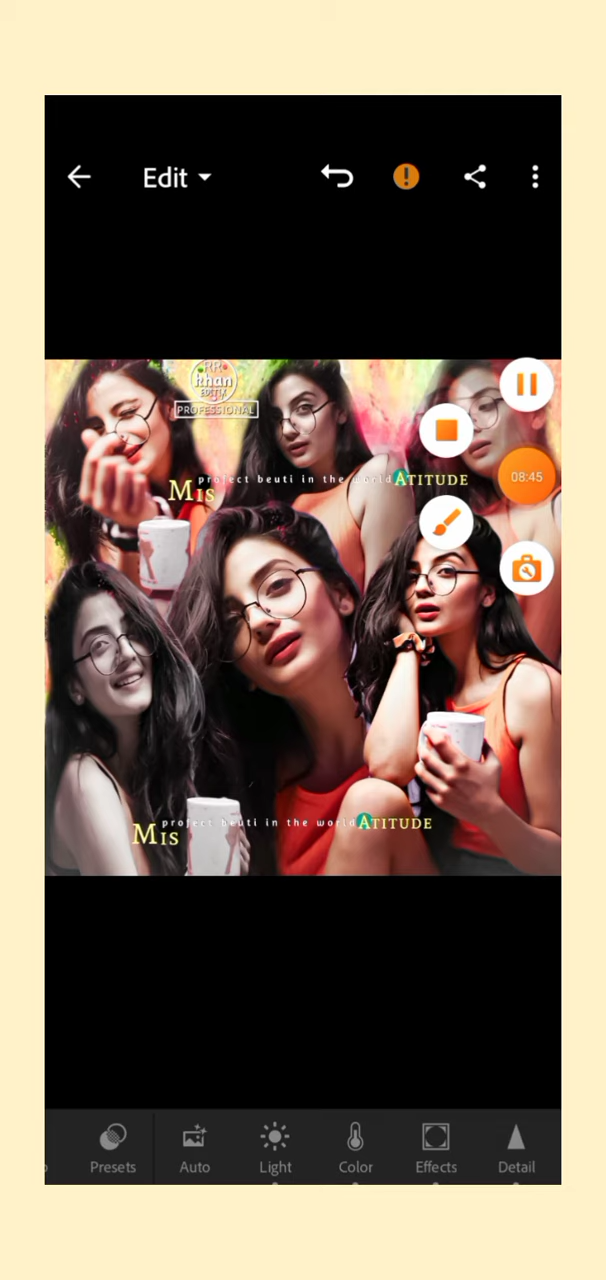 Edit
RR
khan
EDITIX
PROFESSIONAL
08:45
project beuti in the world ATITUDE
MIS
project beuti in the world ATITUDE
MIS
Presets
Auto
Light
Color
Effects
Detail